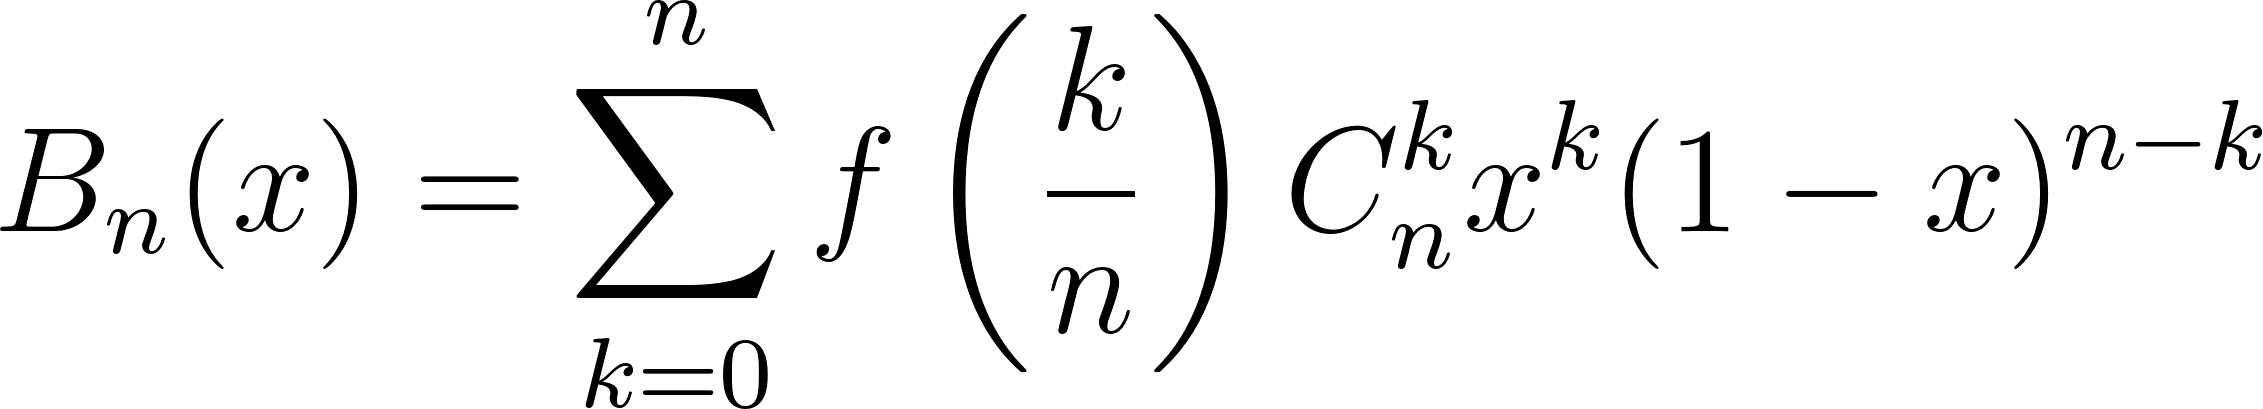 $$B_n(x) = \sum_{k=0}^{n} f\left(\frac{k}{n}\right) C_n^k x^k (1-x)^{n-k}$$